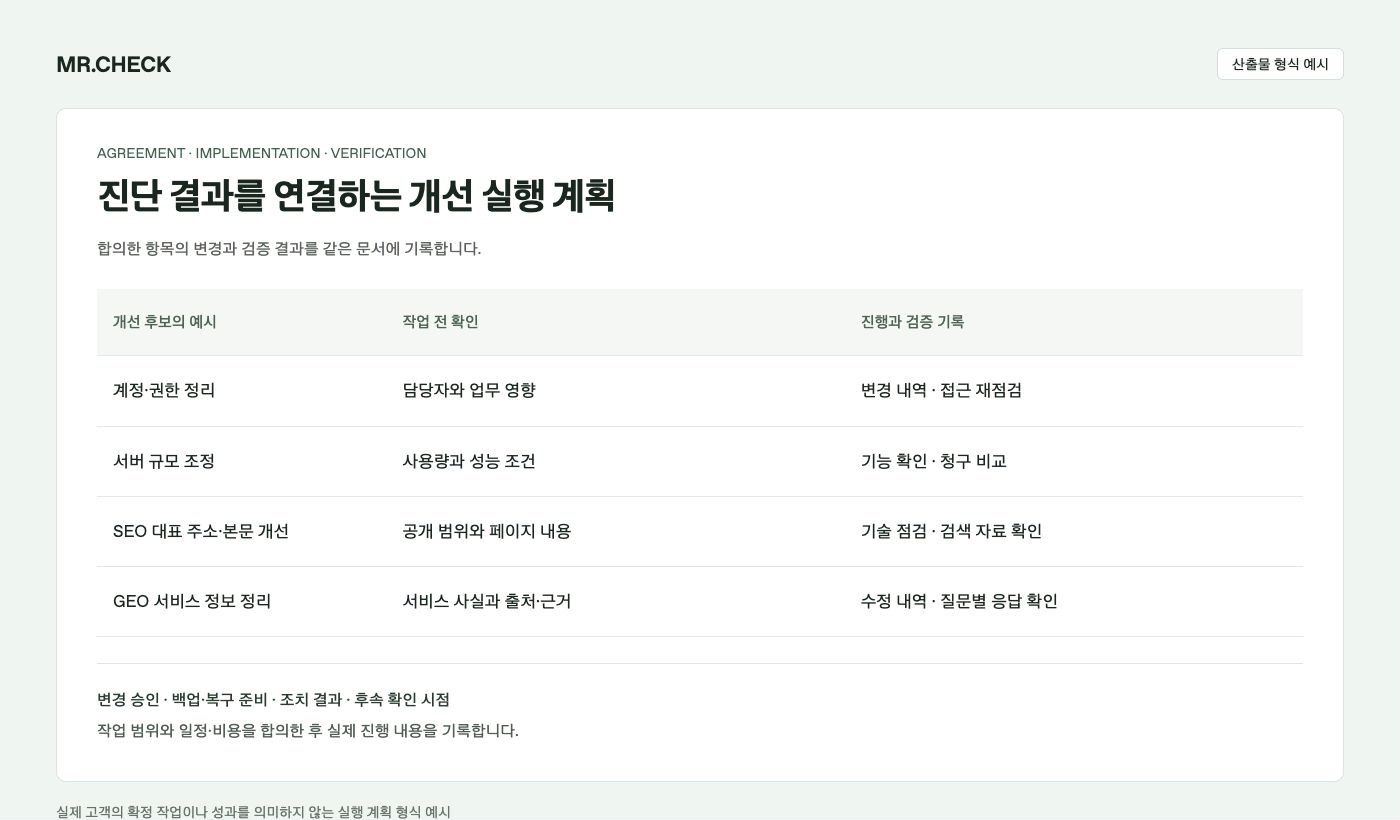 MR.CHECK
산출물 형식 예시
AGREEMENT · IMPLEMENTATION · VERIFICATION
진단 결과를 연결하는 개선 실행 계획
합의한 항목의 변경과 검증 결과를 같은 문서에 기록합니다.
개선 후보의 예시 작업 전 확인 진행과 검증 기록
계정·권한 정리 담당자와 업무 영향 변경 내역 · 접근 재점검
서버 규모 조정 사용량과 성능 조건 기능 확인 · 청구 비교
SEO 대표 주소·본문 개선 공개 범위와 페이지 내용 기술 점검 · 검색 자료 확인
GEO 서비스 정보 정리 서비스 사실과 출처·근거 수정 내역 · 질문별 응답 확인
변경 승인 · 백업·복구 준비 · 조치 결과 · 후속 확인 시점
작업 범위와 일정·비용을 합의한 후 실제 진행 내용을 기록합니다.
실제 고객의 확정 작업이나 성과를 의미하지 않는 실행 계획 형식 예시